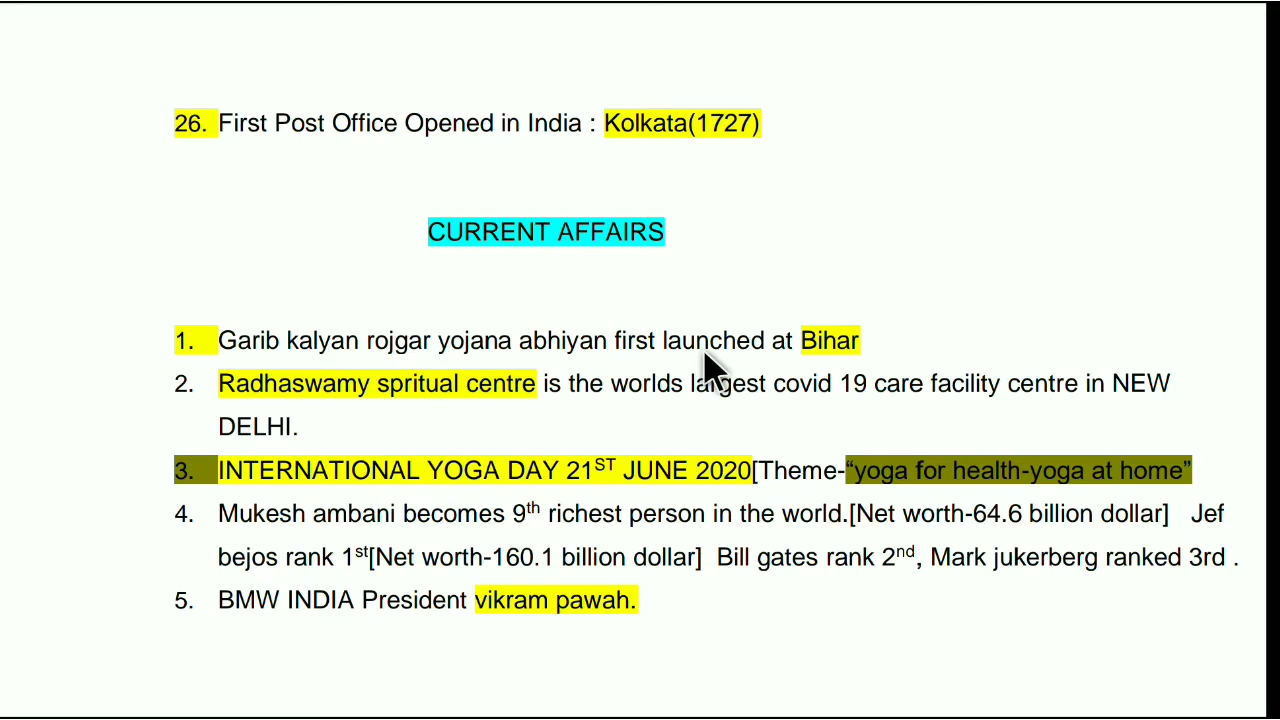 26. First Post Office Opened in India : Kolkata(1727)
CURRENT AFFAIRS
1. Garib kalyan rojgar yojana abhiyan first launched at Bihar
2. Radhaswamy spritual centre is the worlds largest covid 19 care facility centre in NEW
DELHI.
3. INTERNATIONAL YOGA DAY 21ST JUNE 2020[Theme-“yoga for health-yoga at home”
4. Mukesh ambani becomes 9th richest person in the world.[Net worth-64.6 billion dollar] Jef
bejos rank 1st[Net worth-160.1 billion dollar] Bill gates rank 2nd, Mark jukerberg ranked 3rd .
5. BMW INDIA President vikram pawah.